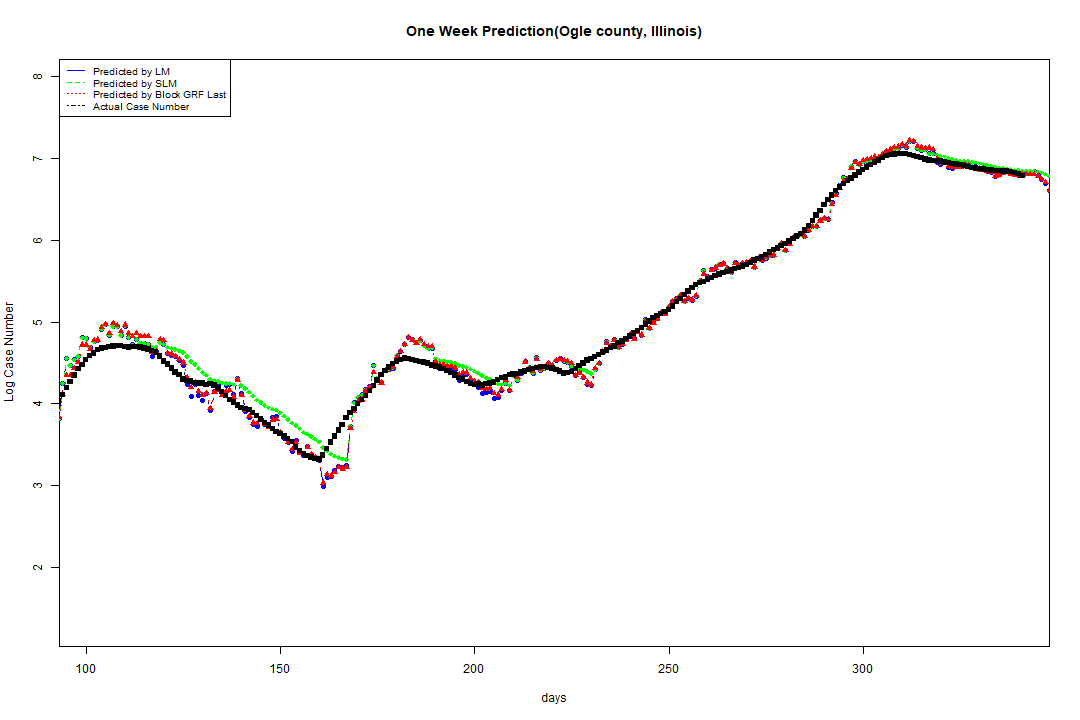 One Week Prediction(Ogle county, Illinois)
Predicted by LM
Predicted by SLM
Predicted by Block GRF Last
Actual Case Number
8
7
6
5
4
3
2
Log Case Number
100 150 200 250 300
days